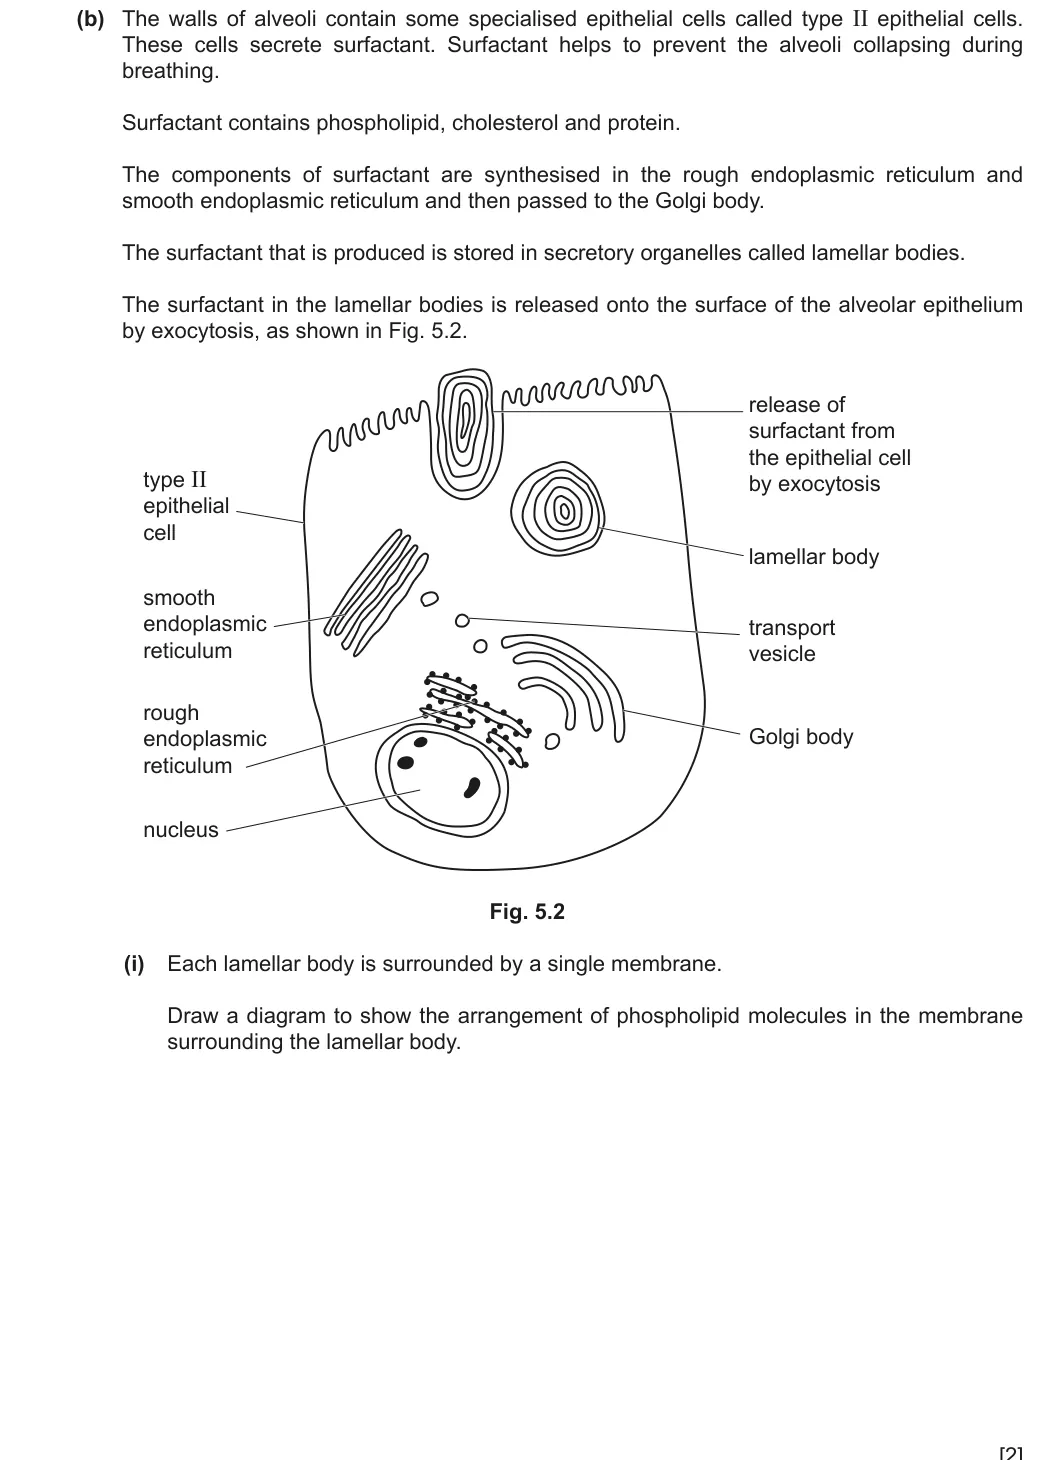 (b) The walls of alveoli contain some specialised epithelial cells called type II epithelial cells.
These cells secrete surfactant. Surfactant helps to prevent the alveoli collapsing during
breathing.
Surfactant contains phospholipid, cholesterol and protein.
The components of surfactant are synthesised in the rough endoplasmic reticulum and
smooth endoplasmic reticulum and then passed to the Golgi body.
The surfactant that is produced is stored in secretory organelles called lamellar bodies.
The surfactant in the lamellar bodies is released onto the surface of the alveolar epithelium
by exocytosis, as shown in Fig. 5.2.
release of
surfactant from
the epithelial cell
by exocytosis
type II
epithelial
cell
lamellar body
smooth
endoplasmic
reticulum
transport
vesicle
rough
endoplasmic
reticulum
Golgi body
nucleus
Fig. 5.2
(i) Each lamellar body is surrounded by a single membrane.
Draw a diagram to show the arrangement of phospholipid molecules in the membrane
surrounding the lamellar body.
[2]